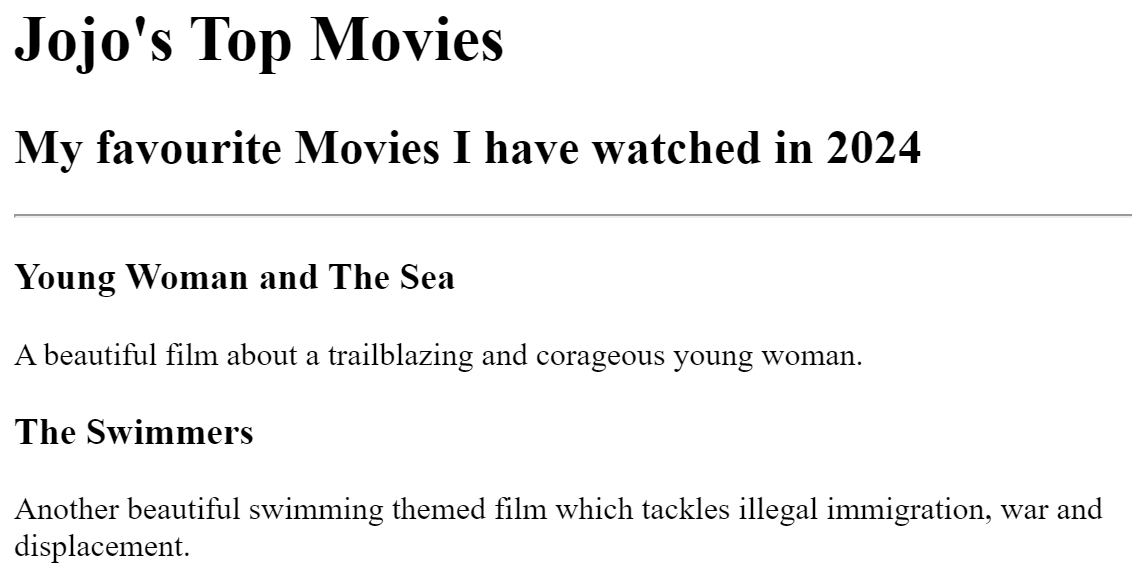 Jojo's Top Movies
My favourite Movies I have watched in 2024
Young Woman and The Sea
A beautiful film about a trailblazing and corageous young woman.
The Swimmers
Another beautiful swimming themed film which tackles illegal immigration, war and
displacement.